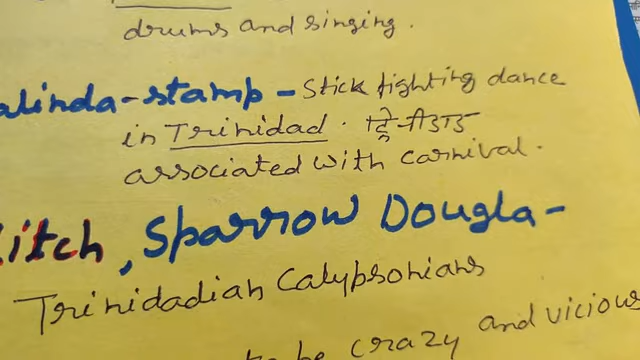 drums and singing.
alinda-stamp - Stick fighting dance
in Trinidad.
associated with carnival.
itch, Sparrow Dougla-
Trinidadian Calypsonians
to be crazy and vicious